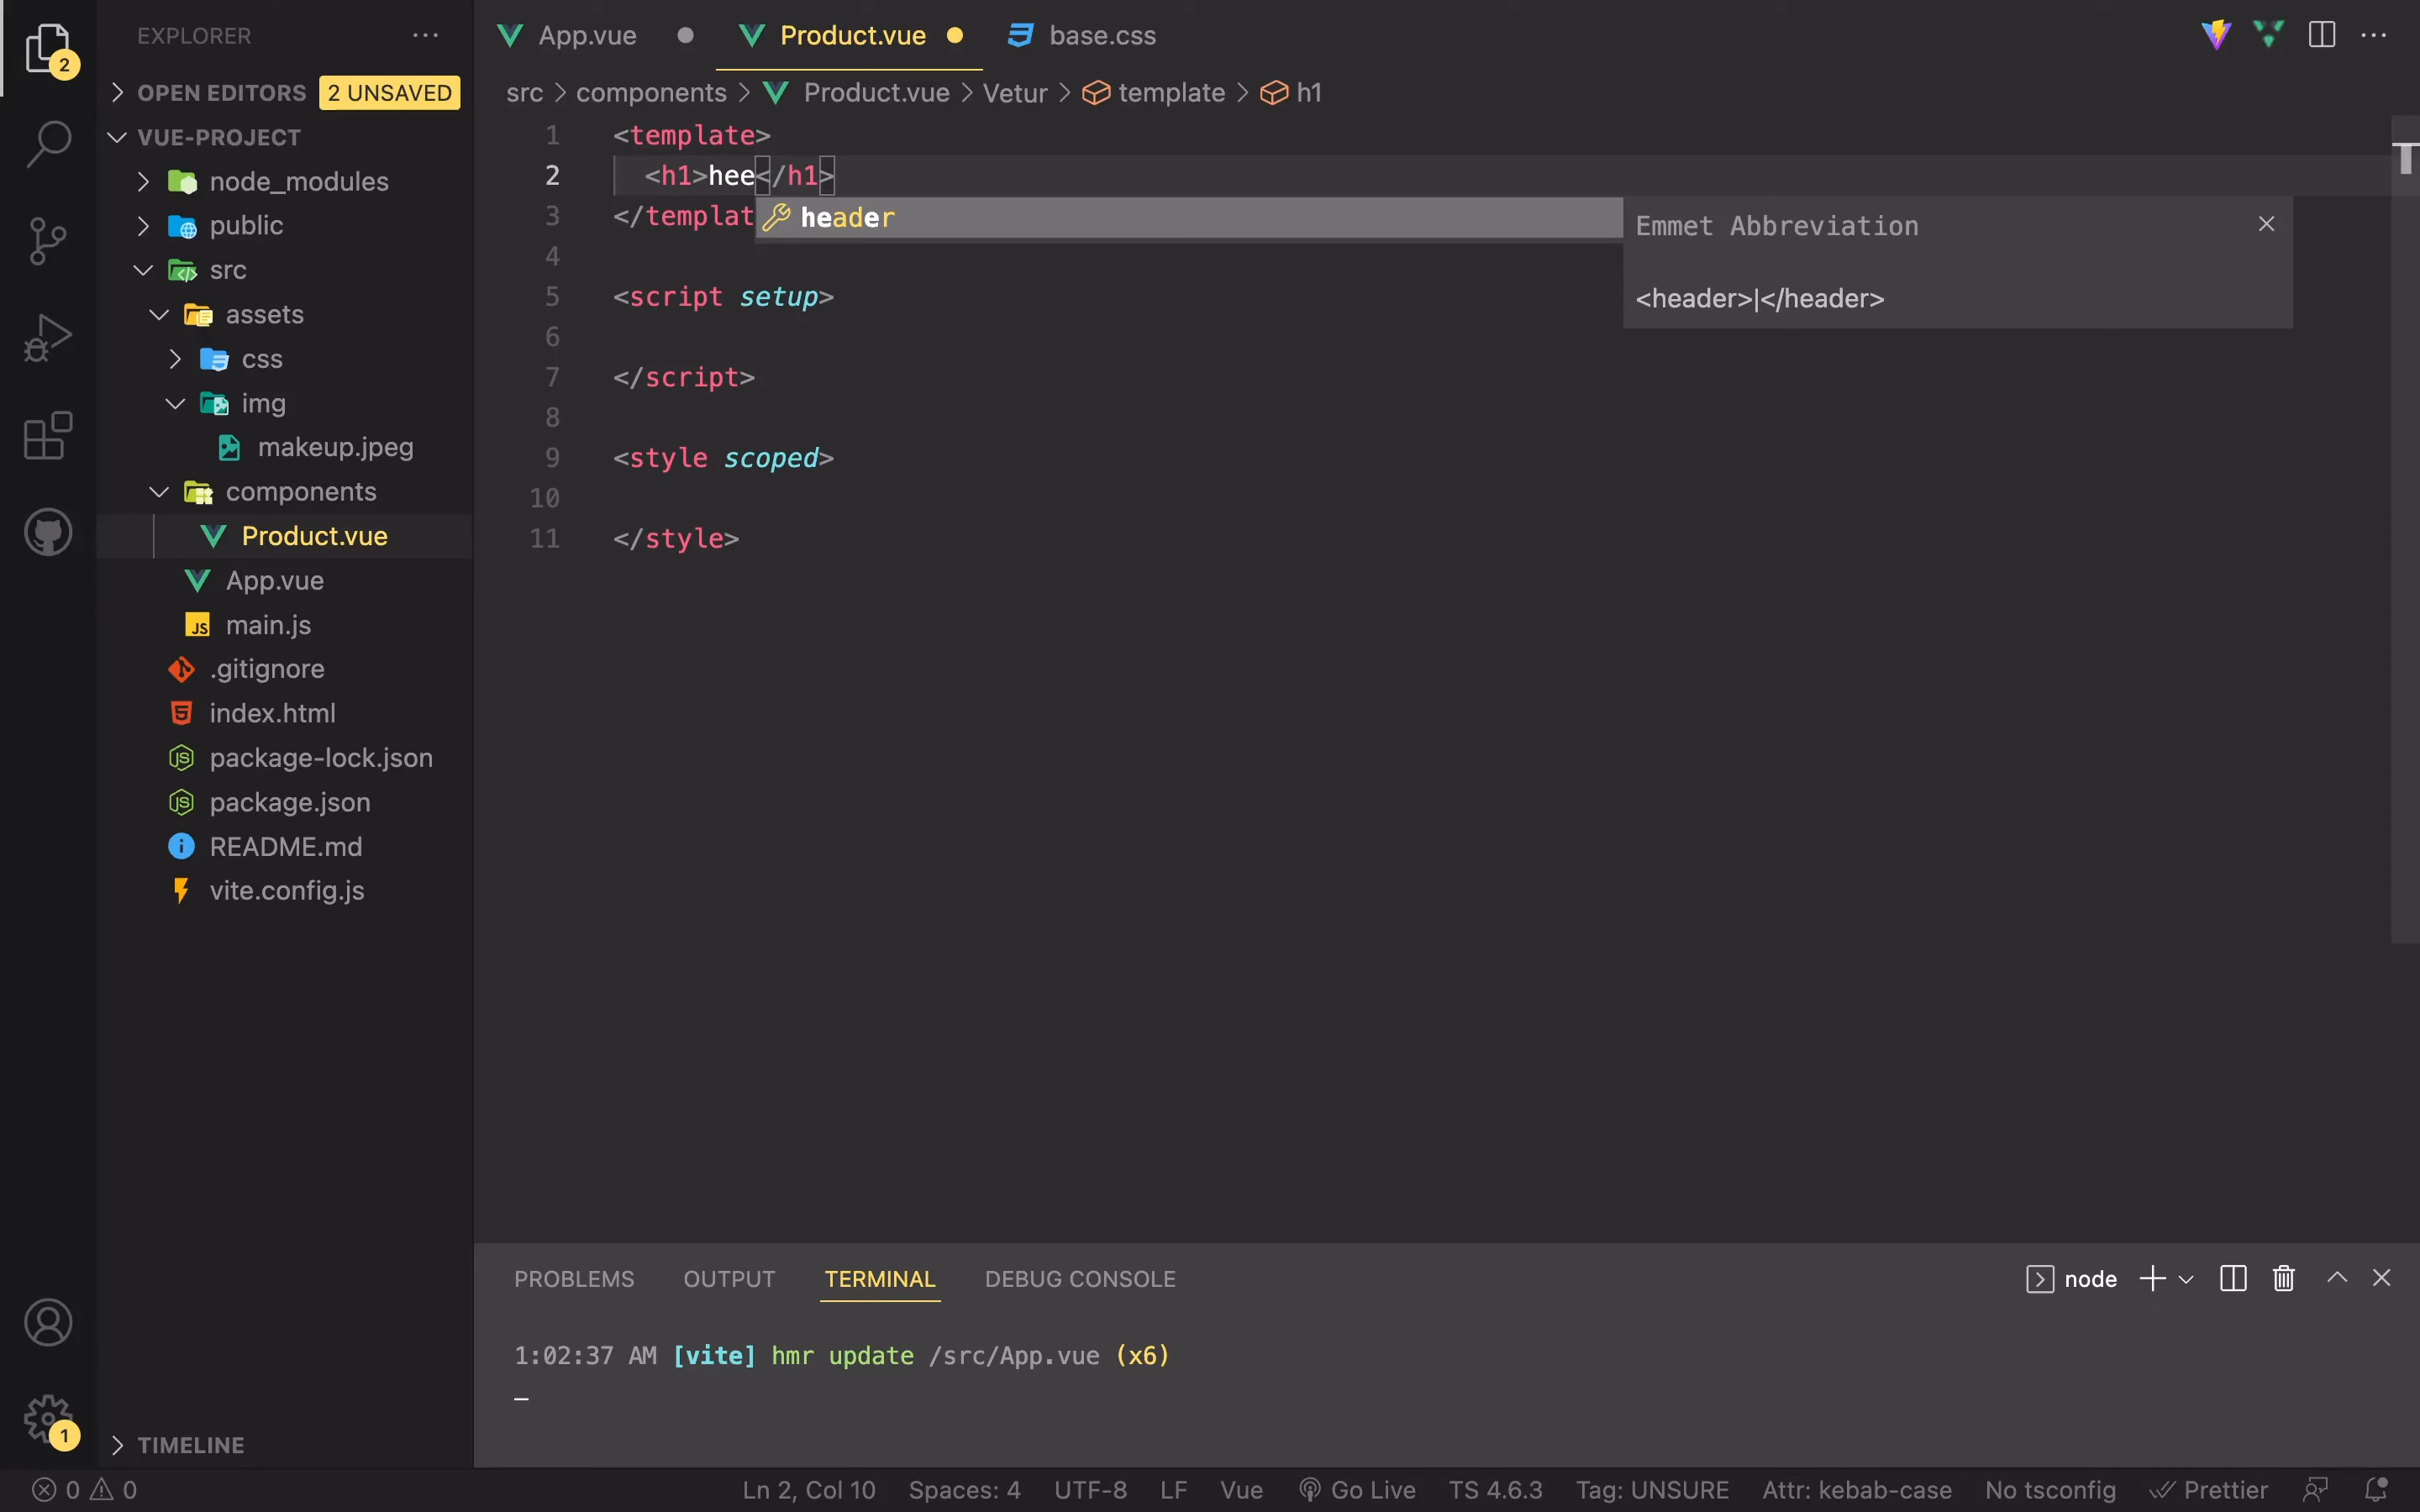 EXPLORER
2
OPEN EDITORS 2 UNSAVED
VUE-PROJECT
node_modules
public
src
assets
css
img
makeup.jpeg
components
Product.vue
App.vue
main.js
.gitignore
index.html
package-lock.json
package.json
README.md
vite.config.js
TIMELINE
1
App.vue Product.vue base.css
src > components > Product.vue > Vetur > template > h1
1 <template>
2 <h1>hee</h1>
3 </templat
header
Emmet Abbreviation
<header>|</header>
4
5 <script setup>
6
7 </script>
8
9 <style scoped>
10
11 </style>
PROBLEMS OUTPUT TERMINAL DEBUG CONSOLE node
1:02:37 AM [vite] hmr update /src/App.vue (x6)
0 0 Ln 2, Col 10 Spaces: 4 UTF-8 LF Vue Go Live TS 4.6.3 Tag: UNSURE Attr: kebab-case No tsconfig Prettier